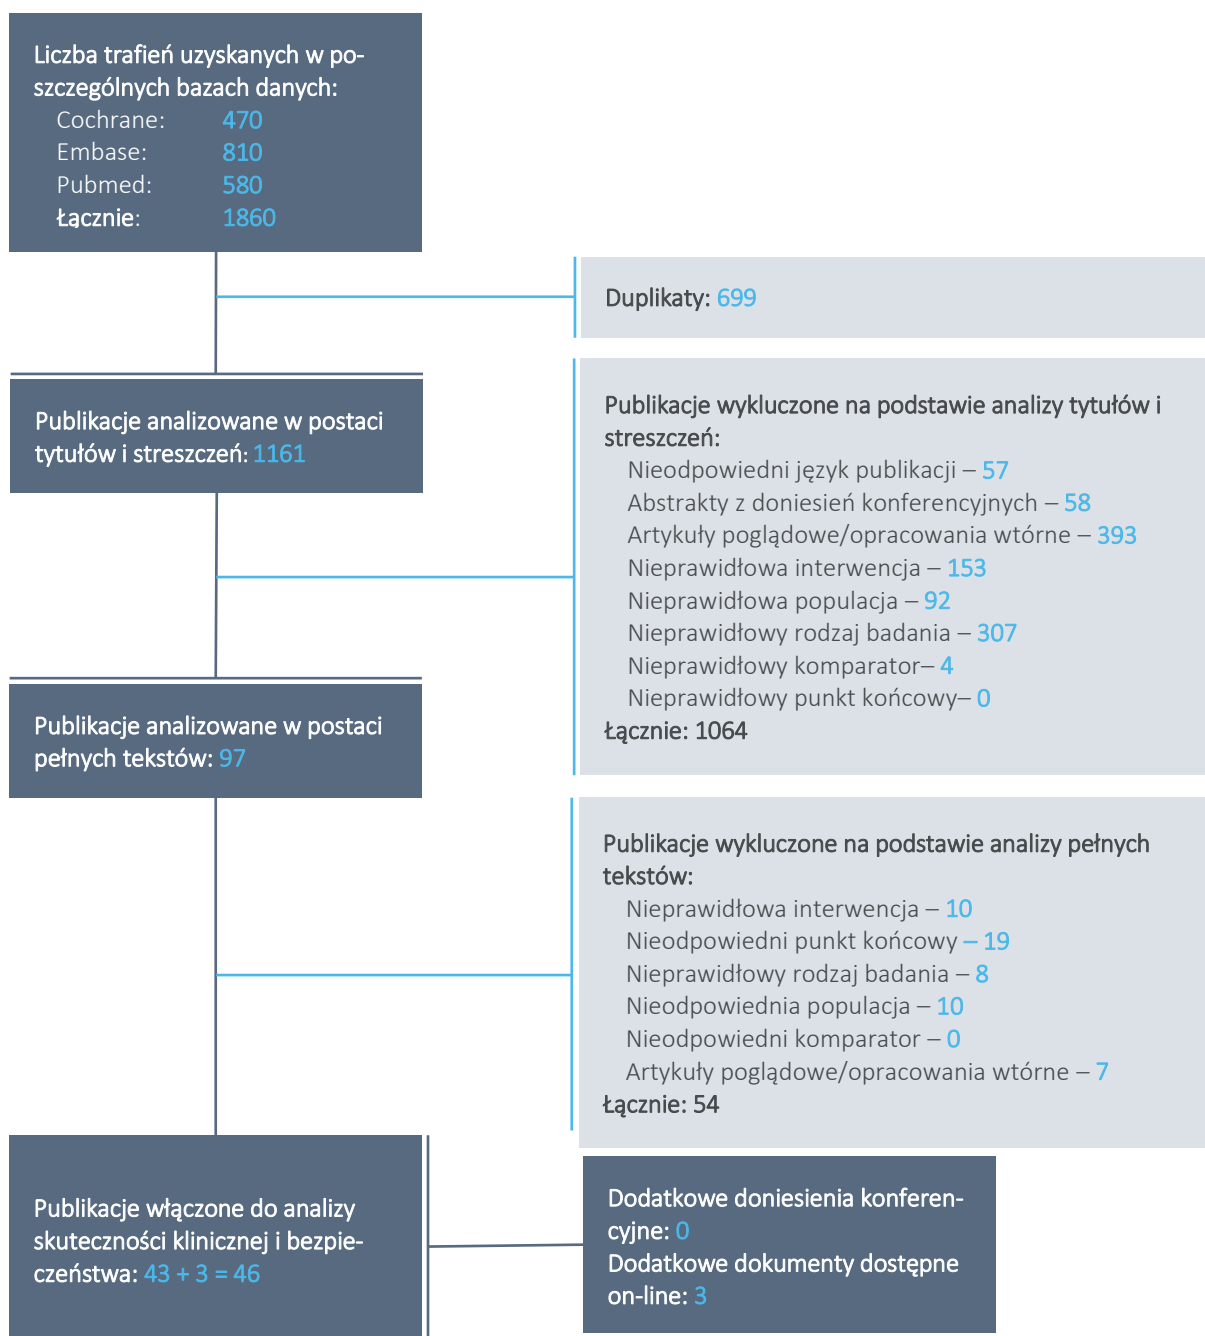 Liczba trafień uzyskanych w po-
szczególnych bazach danych:
Cochrane: 470
Embase: 810
Pubmed: 580
Łącznie: 1860
Duplikaty: 699
Publikacje analizowane w postaci
tytułów i streszczeń: 1161
Publikacje wykluczone na podstawie analizy tytułów i
streszczeń:
Nieodpowiedni język publikacji – 57
Abstrakty z doniesień konferencyjnych – 58
Artykuły poglądowe/opracowania wtórne – 393
Nieprawidłowa interwencja – 153
Nieprawidłowa populacja – 92
Nieprawidłowy rodzaj badania – 307
Nieprawidłowy komparator– 4
Nieprawidłowy punkt końcowy– 0
Łącznie: 1064
Publikacje analizowane w postaci
pełnych tekstów: 97
Publikacje wykluczone na podstawie analizy pełnych
tekstów:
Nieprawidłowa interwencja – 10
Nieodpowiedni punkt końcowy – 19
Nieprawidłowy rodzaj badania – 8
Nieodpowiednia populacja – 10
Nieodpowiedni komparator – 0
Artykuły poglądowe/opracowania wtórne – 7
Łącznie: 54
Publikacje włączone do analizy
skuteczności klinicznej i bezpie-
czeństwa: 43 + 3 = 46
Dodatkowe doniesienia konferen-
cyjne: 0
Dodatkowe dokumenty dostępne
on-line: 3